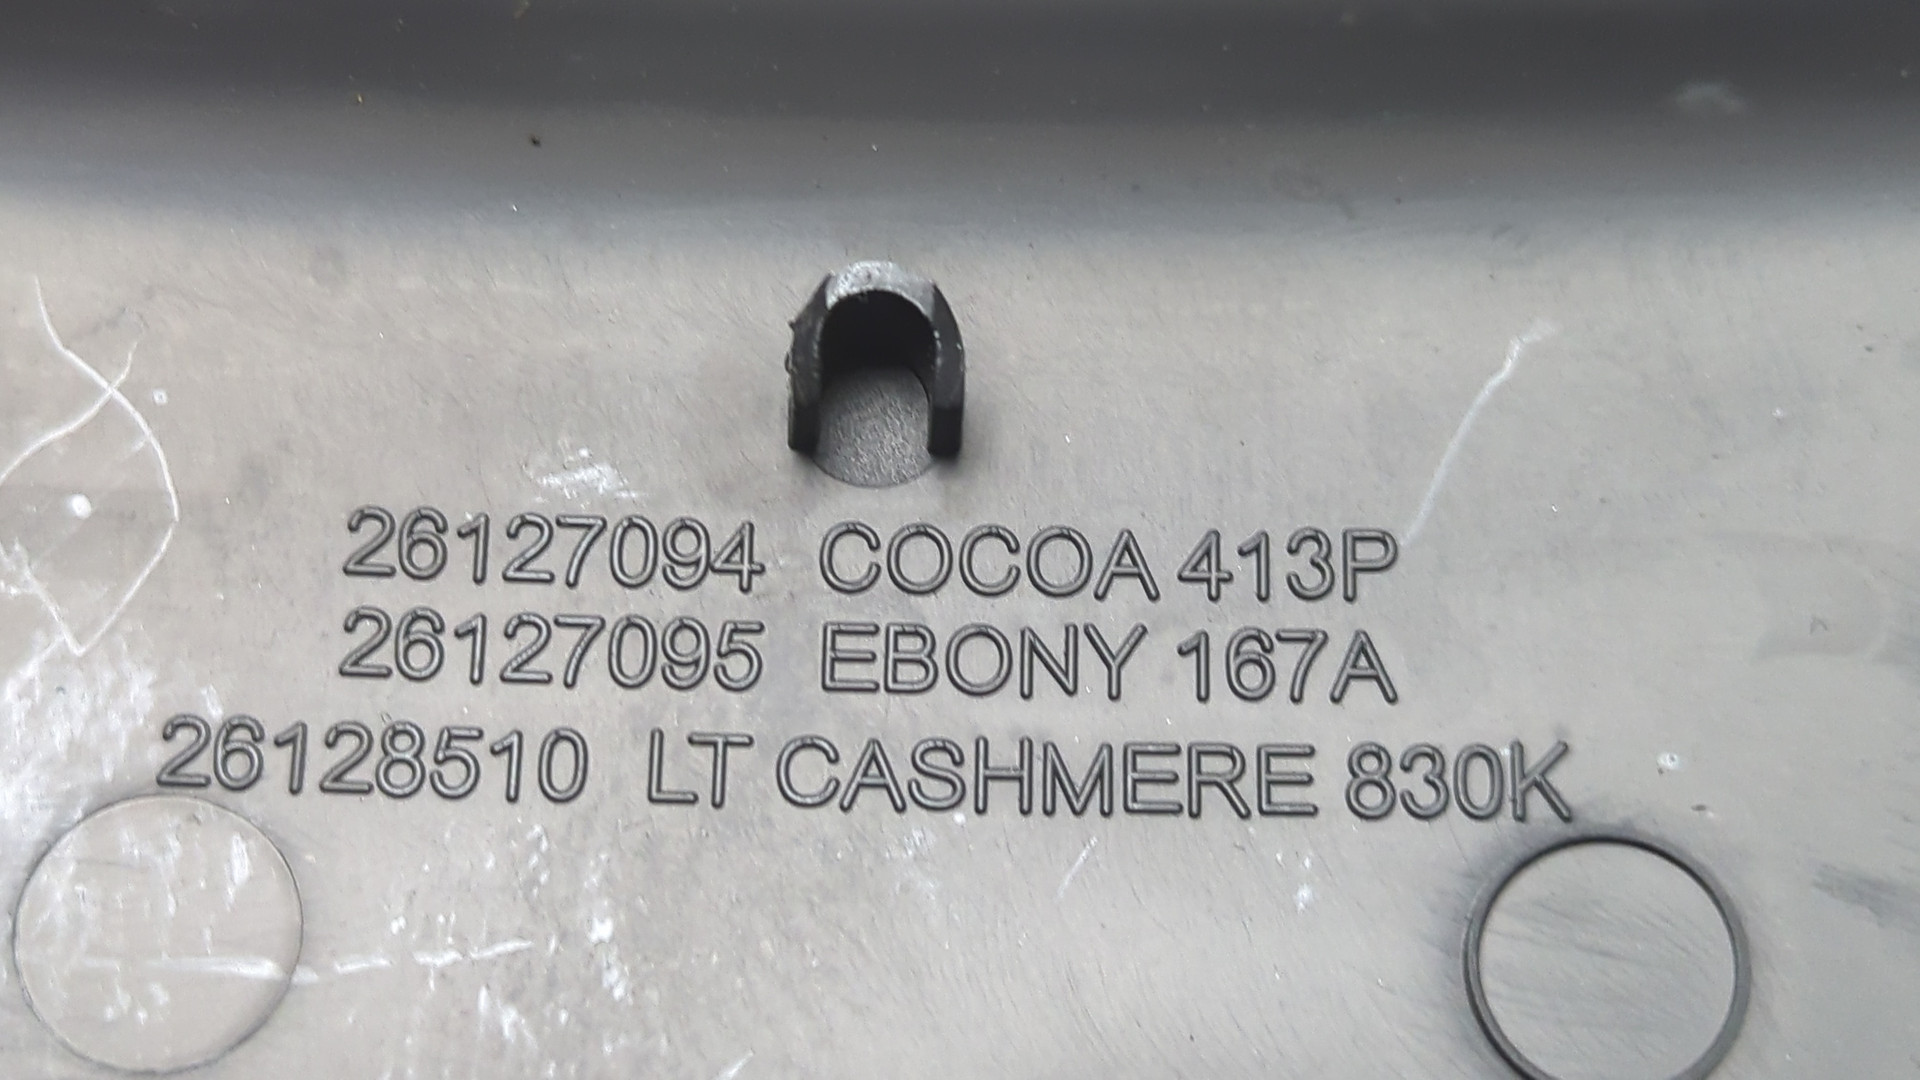 26127094 COCOA 413P
26127095 EBONY 167A
26128510 LT CASHMERE 830K